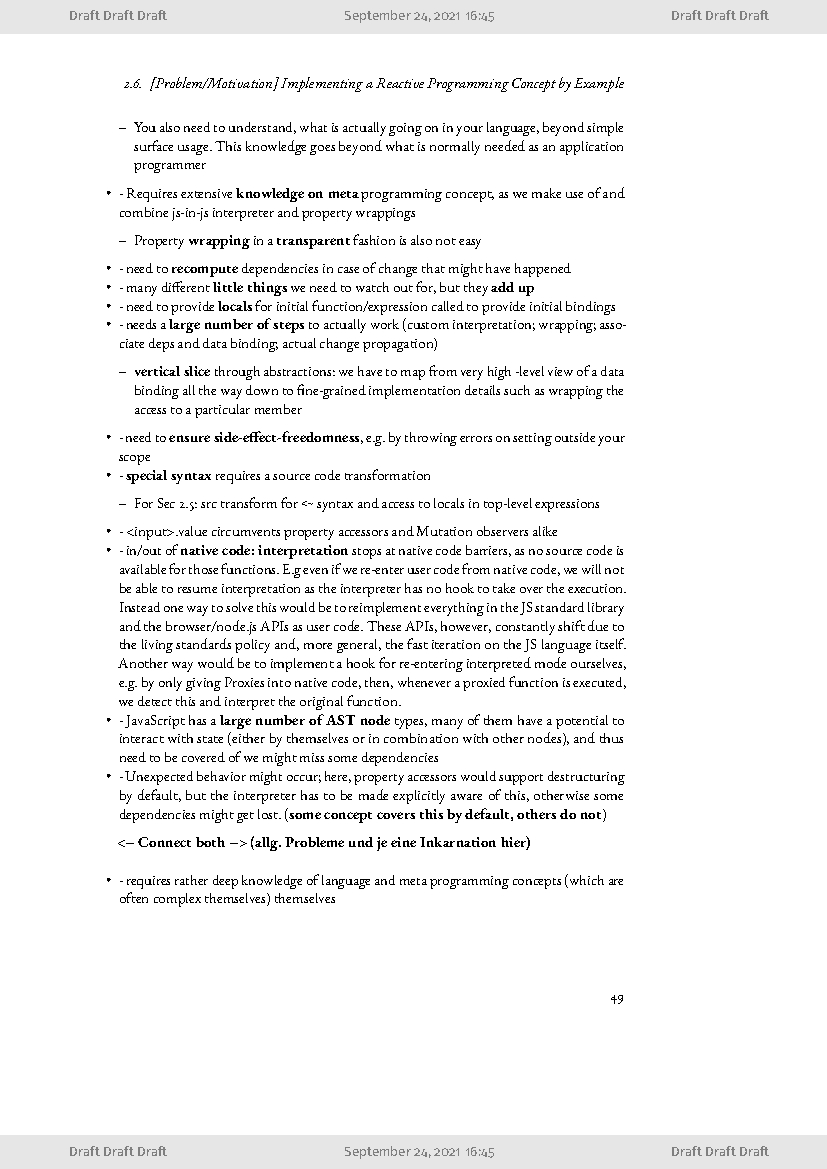 Draft Draft Draft September 24, 2021 16:45 Draft Draft Draft
2.6. [Problem/Motivation] Implementing a Reactive Programming Concept by Example
– You also need to understand, what is actually going on in your language, beyond simple
surface usage. This knowledge goes beyond what is normally needed as an application
programmer
• - Requires extensive knowledge on meta programming concept, as we make use of and
combine js-in-js interpreter and property wrappings
– Property wrapping in a transparent fashion is also not easy
• - need to recompute dependencies in case of change that might have happened
• - many different little things we need to watch out for, but they add up
• - need to provide locals for initial function/expression called to provide initial bindings
• - needs a large number of steps to actually work (custom interpretation; wrapping; asso-
ciate deps and data binding; actual change propagation)
– vertical slice through abstractions: we have to map from very high -level view of a data
binding all the way down to fine-grained implementation details such as wrapping the
access to a particular member
• - need to ensure side-effect-freedomness, e.g. by throwing errors on setting outside your
scope
• - special syntax requires a source code transformation
– For Sec 2.5: src transform for <~ syntax and access to locals in top-level expressions
• - <input>.value circumvents property accessors and Mutation observers alike
• - in/out of native code: interpretation stops at native code barriers, as no source code is
available for those functions. E.g even if we re-enter user code from native code, we will not
be able to resume interpretation as the interpreter has no hook to take over the execution.
Instead one way to solve this would be to reimplement everything in the JS standard library
and the browser/node.js APIs as user code. These APIs, however, constantly shift due to
the living standards policy and, more general, the fast iteration on the JS language itself.
Another way would be to implement a hook for re-entering interpreted mode ourselves,
e.g. by only giving Proxies into native code, then, whenever a proxied function is executed,
we detect this and interpret the original function.
• - JavaScript has a large number of AST node types, many of them have a potential to
interact with state (either by themselves or in combination with other nodes), and thus
need to be covered of we might miss some dependencies
• - Unexpected behavior might occur; here, property accessors would support destructuring
by default, but the interpreter has to be made explicitly aware of this, otherwise some
dependencies might get lost. (some concept covers this by default, others do not)
<– Connect both –> (allg. Probleme und je eine Inkarnation hier)
• - requires rather deep knowledge of language and meta programming concepts (which are
often complex themselves) themselves
49
Draft Draft Draft September 24, 2021 16:45 Draft Draft Draft